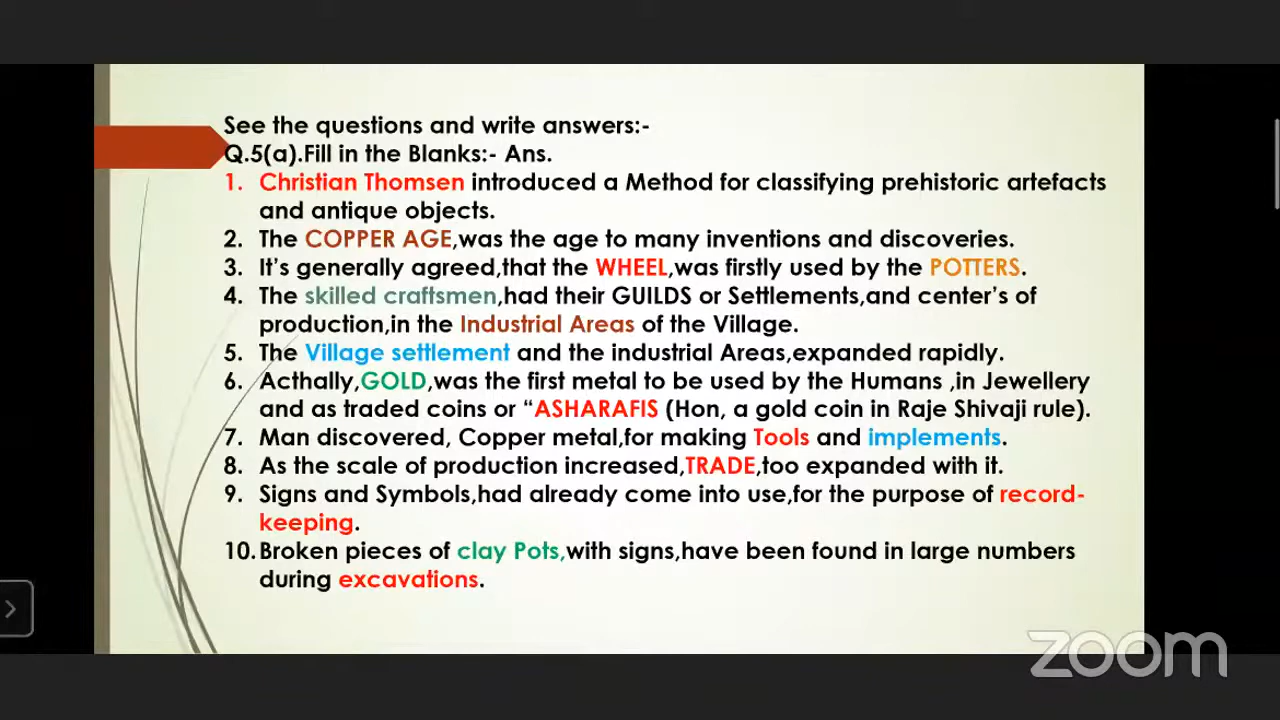 See the questions and write answers:-
Q.5(a).Fill in the Blanks:- Ans.
1. Christian Thomsen introduced a Method for classifying prehistoric artefacts
and antique objects.
2. The COPPER AGE,was the age to many inventions and discoveries.
3. It's generally agreed,that the WHEEL,was firstly used by the POTTERS.
4. The skilled craftsmen,had their GUILDS or Settlements,and center's of
production,in the Industrial Areas of the Village.
5. The Village settlement and the industrial Areas,expanded rapidly.
6. Acthally,GOLD,was the first metal to be used by the Humans ,in Jewellery
and as traded coins or “ASHARAFIS (Hon, a gold coin in Raje Shivaji rule).
7. Man discovered, Copper metal,for making Tools and implements.
8. As the scale of production increased,TRADE,too expanded with it.
9. Signs and Symbols,had already come into use,for the purpose of record-
keeping.
10. Broken pieces of clay Pots,with signs,have been found in large numbers
during excavations.
zoom